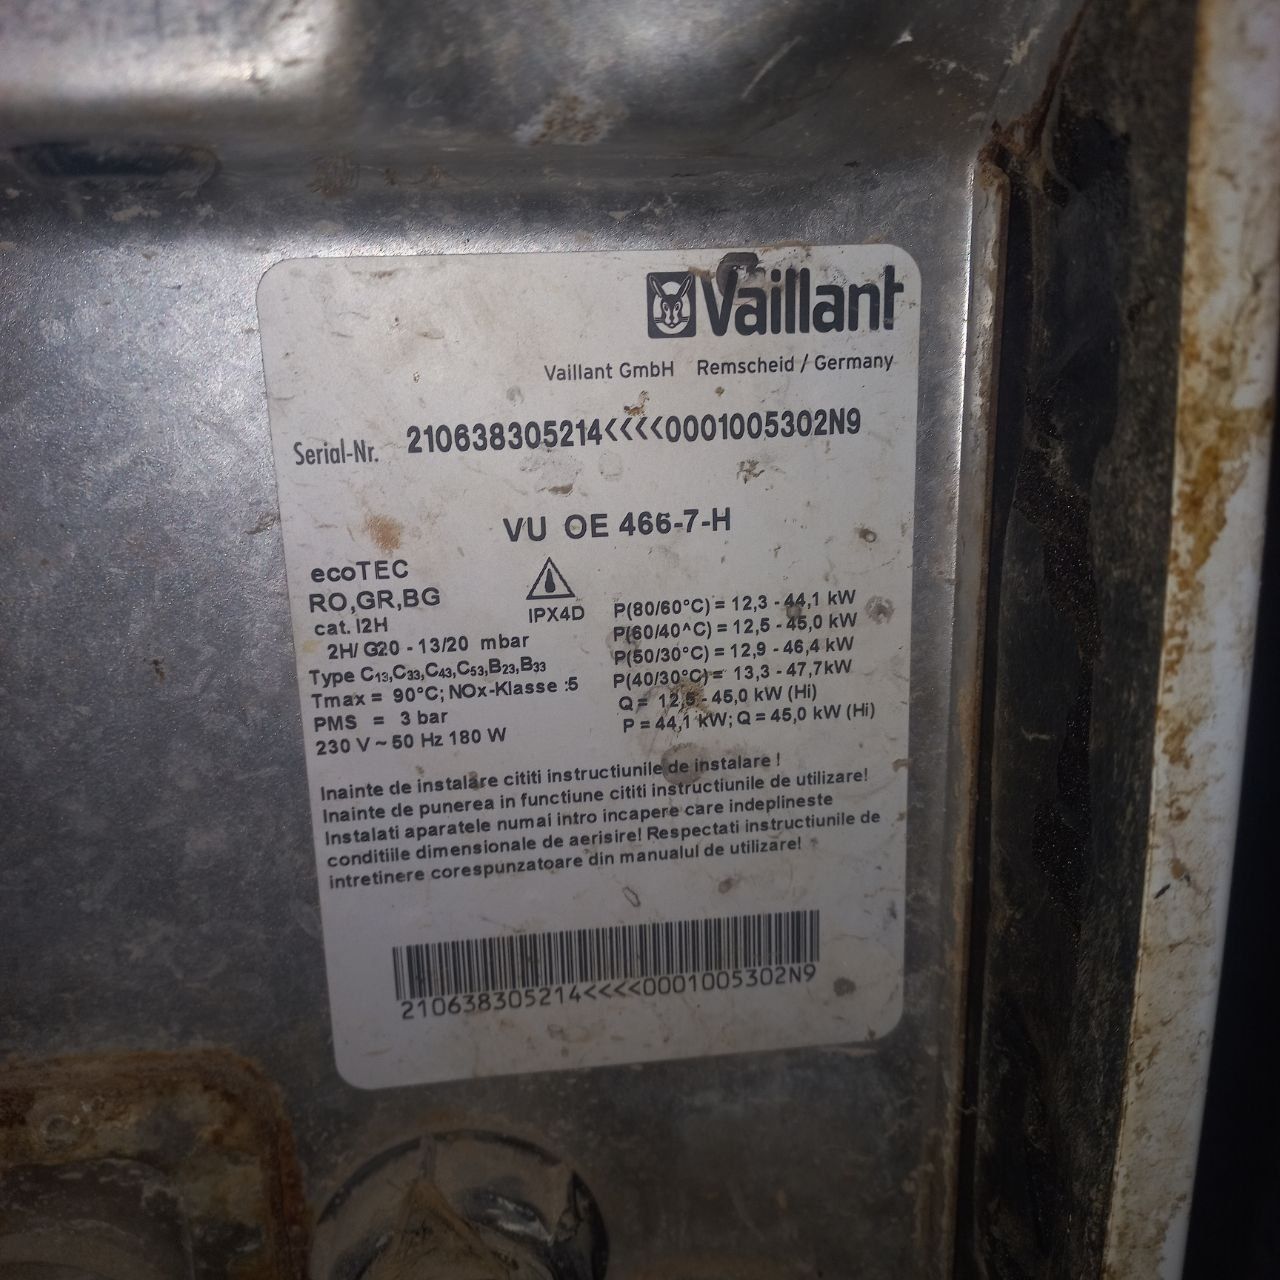 Vaillant
Vaillant GmbH Remscheid / Germany
Serial-Nr. 210638305214<<<<0001005302N9
VU OE 466-7-H
ecoTEC
RO,GR,BG
cat. I2H
2H/ G20 - 13/20 mbar
Type C13,C33,C43,C53,B23,B33
Tmax = 90°C; NOx-Klasse :5
PMS = 3 bar
230 V ~ 50 Hz 180 W
IPX4D
P(80/60°C) = 12,3 - 44,1 kW
P(60/40^C) = 12,5 - 45,0 kW
P(50/30°C) = 12,9 - 46,4 kW
P(40/30°C) = 13,3 - 47,7kW
Q = 12,6 - 45,0 kW (Hi)
P = 44,1 kW; Q = 45,0 kW (Hi)
Inainte de instalare cititi instructiunile de instalare !
Inainte de punerea in functiune cititi instructiunile de utilizare!
Instalati aparatele numai intro incapere care indeplineste
conditiile dimensionale de aerisire! Respectati instructiunile de
intretinere corespunzatoare din manualul de utilizare!
210638305214<<<<0001005302N9